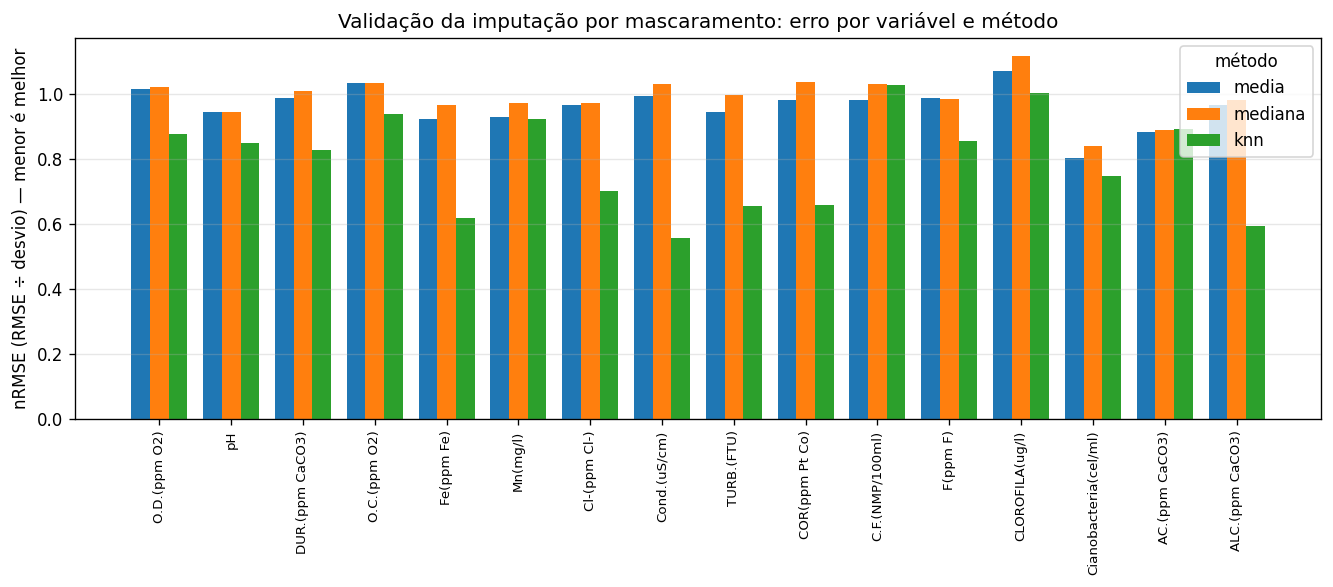 Validação da imputação por mascaramento: erro por variável e método
nRMSE (RMSE ÷ desvio) — menor é melhor
1.0
0.8
0.6
0.4
0.2
0.0
método
media
mediana
knn
O.D.(ppm O2)
pH
DUR.(ppm CaCO3)
O.C.(ppm O2)
Fe(ppm Fe)
Mn(mg/l)
Cl-(ppm Cl-)
Cond.(uS/cm)
TURB.(FTU)
COR(ppm Pt Co)
C.F.(NMP/100ml)
F(ppm F)
CLOROFILA(ug/l)
Cianobacteria(cel/ml)
AC.(ppm CaCO3)
ALC.(ppm CaCO3)